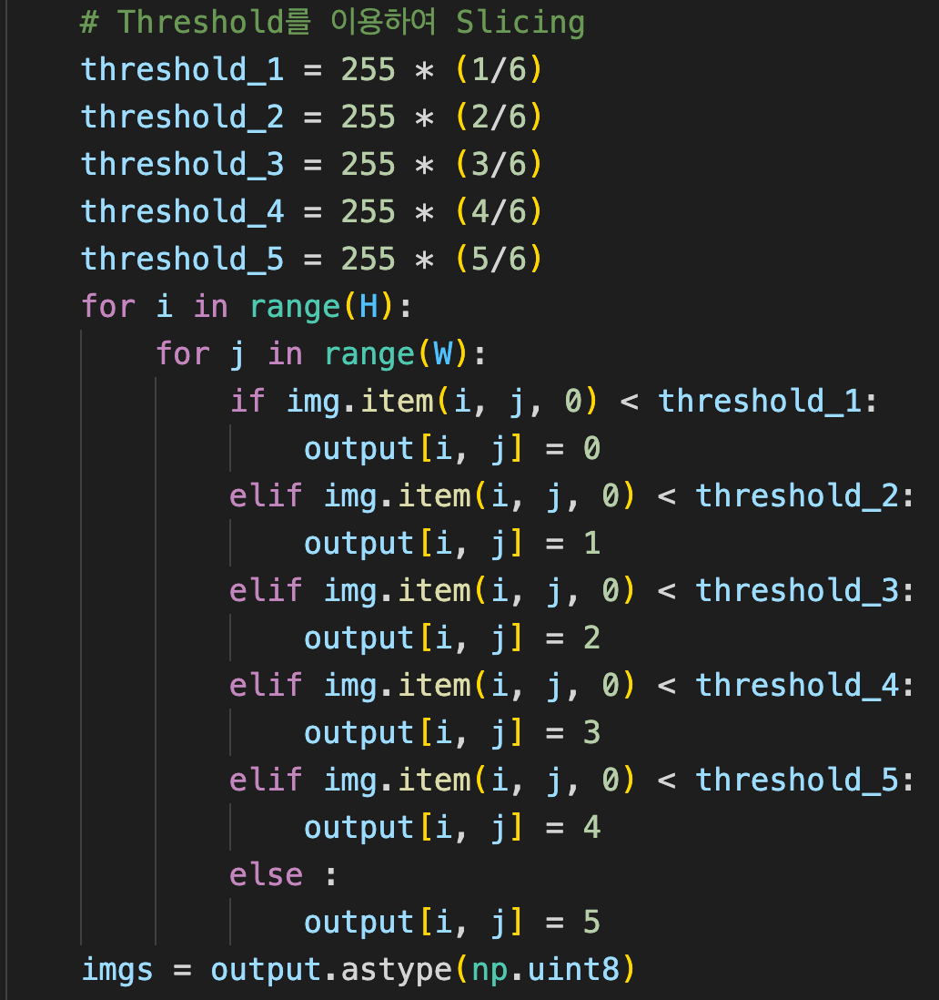 # Threshold를 이용하여 Slicing
threshold_1 = 255 * (1/6)
threshold_2 = 255 * (2/6)
threshold_3 = 255 * (3/6)
threshold_4 = 255 * (4/6)
threshold_5 = 255 * (5/6)
for i in range(H):
    for j in range(W):
        if img.item(i, j, 0) < threshold_1:
            output[i, j] = 0
        elif img.item(i, j, 0) < threshold_2:
            output[i, j] = 1
        elif img.item(i, j, 0) < threshold_3:
            output[i, j] = 2
        elif img.item(i, j, 0) < threshold_4:
            output[i, j] = 3
        elif img.item(i, j, 0) < threshold_5:
            output[i, j] = 4
        else :
            output[i, j] = 5
imgs = output.astype(np.uint8)